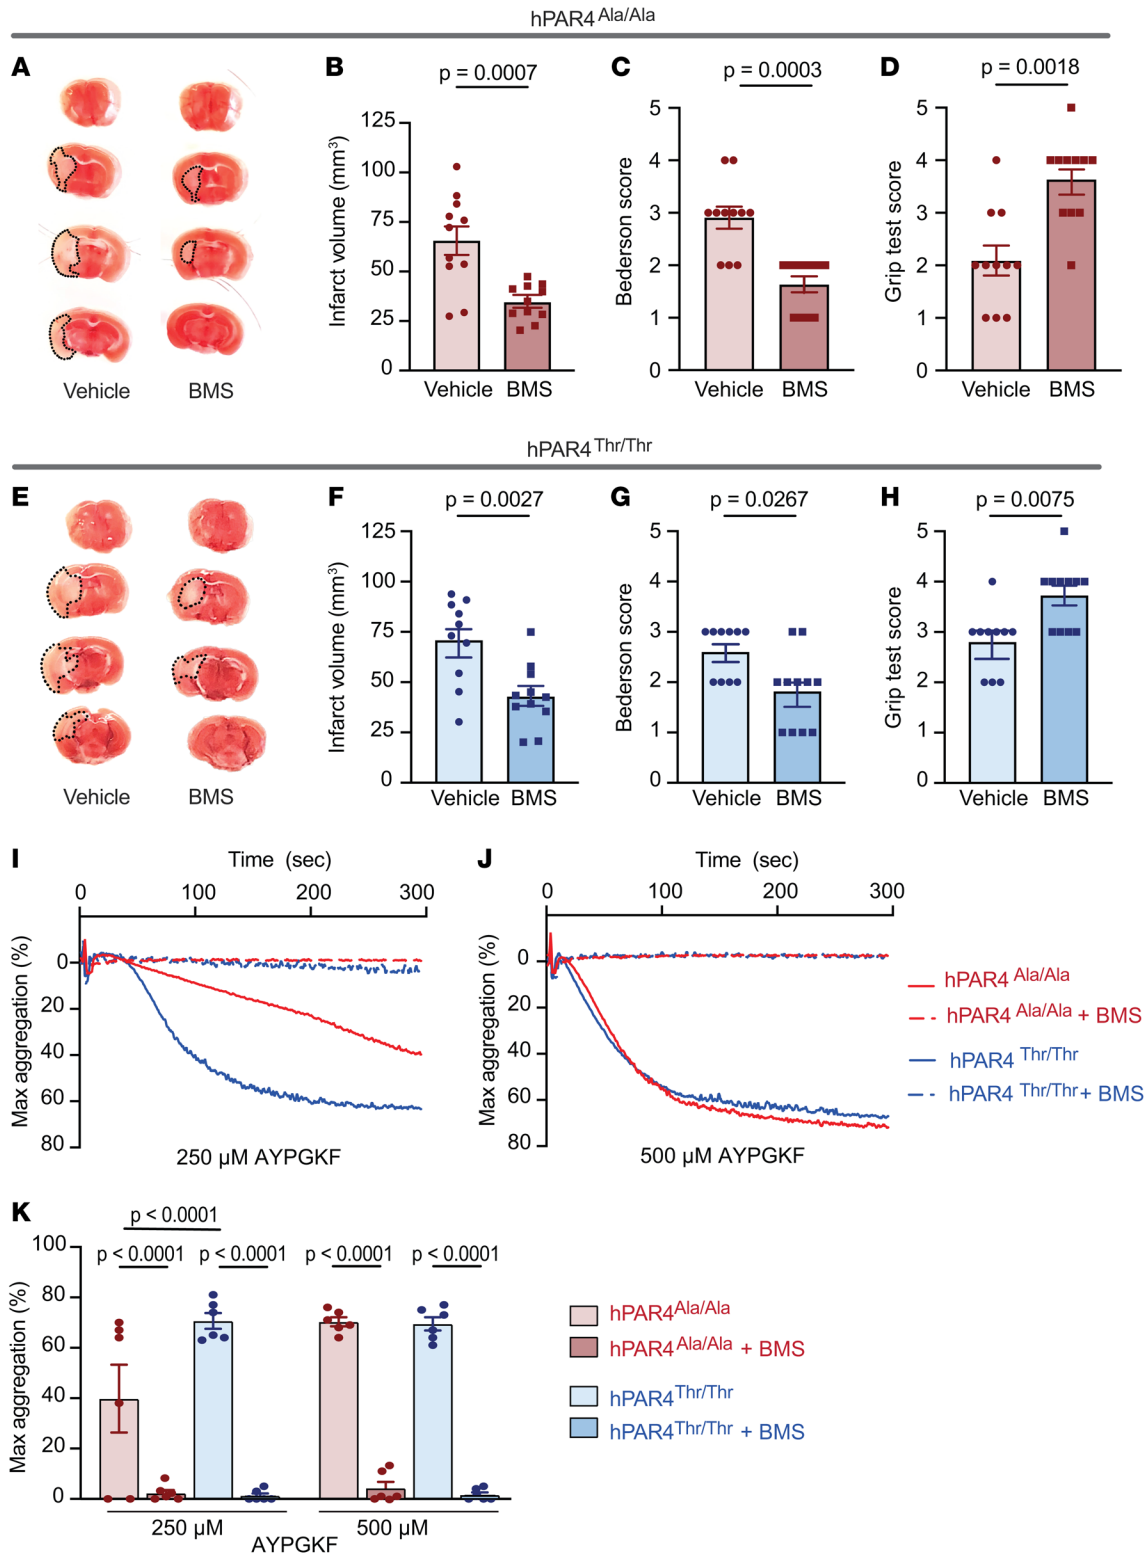 hPAR4 Ala/Ala
A
B
p = 0.0007
Infarct volume (mm3)
125
100
75
50
25
0
Vehicle BMS
C
p = 0.0003
Bederson score
5
4
3
2
1
0
Vehicle BMS
D
p = 0.0018
Grip test score
5
4
3
2
1
0
Vehicle BMS
Vehicle BMS
hPAR4 Thr/Thr
E
Vehicle BMS
F
p = 0.0027
Infarct volume (mm3)
125
100
75
50
25
0
Vehicle BMS
G
p = 0.0267
Bederson score
5
4
3
2
1
0
Vehicle BMS
H
p = 0.0075
Grip test score
5
4
3
2
1
0
Vehicle BMS
I
Time (sec)
0 100 200 300
Max aggregation (%)
0
20
40
60
80
250 µM AYPGKF
J
Time (sec)
0 100 200 300
Max aggregation (%)
0
20
40
60
80
500 µM AYPGKF
hPAR4 Ala/Ala
hPAR4 Ala/Ala + BMS
hPAR4 Thr/Thr
hPAR4 Thr/Thr + BMS
K
p < 0.0001
p < 0.0001 p < 0.0001 p < 0.0001 p < 0.0001
Max aggregation (%)
100
80
60
40
20
0
250 µM 500 µM
AYPGKF
hPAR4 Ala/Ala
hPAR4 Ala/Ala + BMS
hPAR4 Thr/Thr
hPAR4 Thr/Thr + BMS